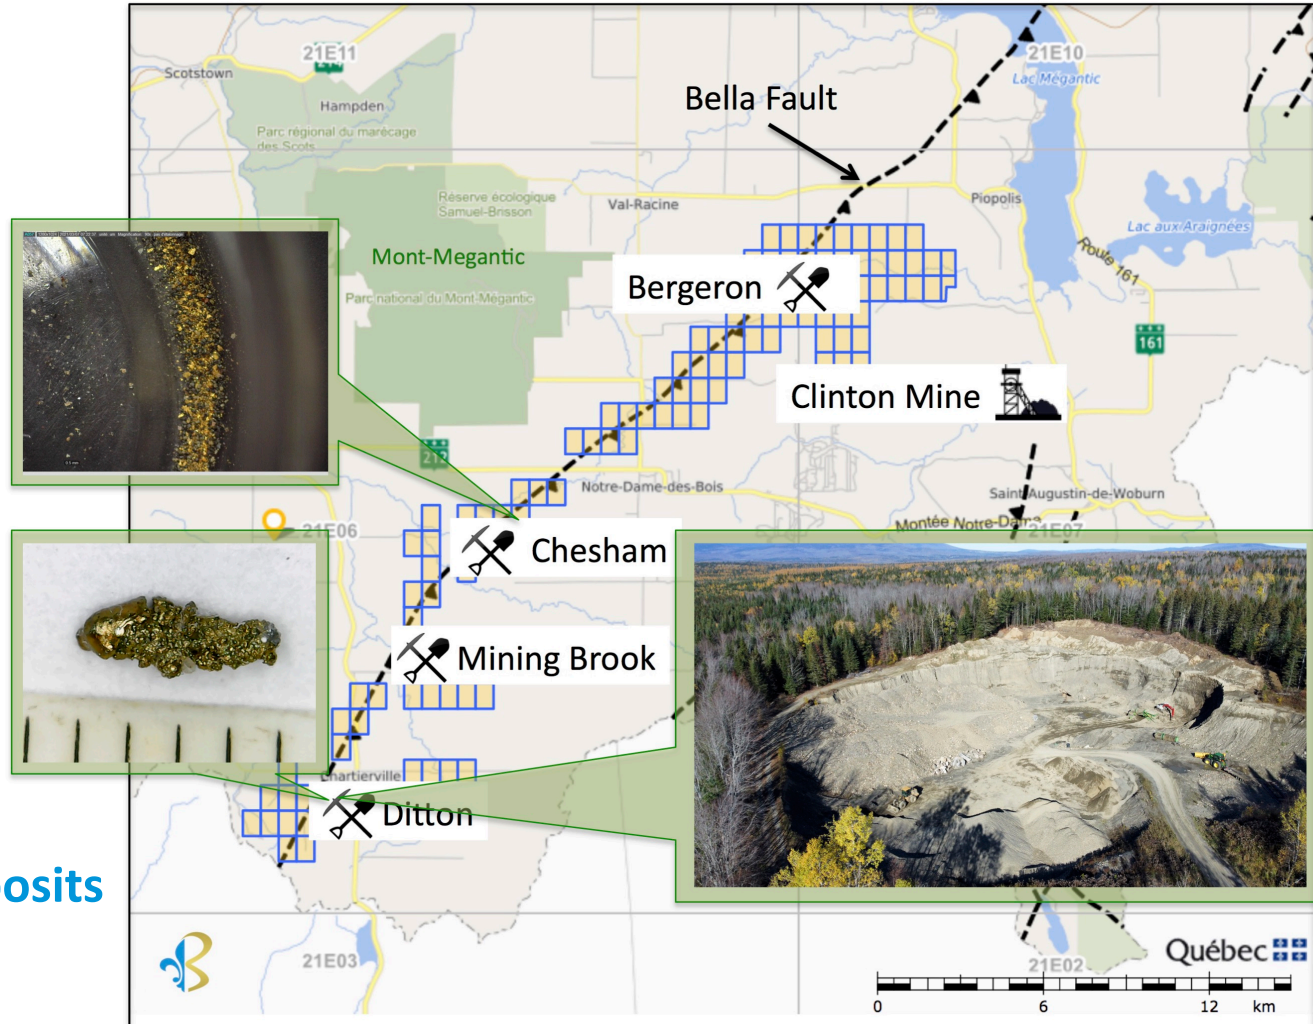 21E11
21E10
Scotstown
Lac Mégantic
Hampden
Bella Fault
Parc régional du marécage
des Scots
Réserve écologique
Samuel-Brisson
Val-Racine
Piopolis
Lac aux Araignées
Mont-Megantic
Route 161
Parc national du Mont-Mégantic
Bergeron
161
Clinton Mine
212
Notre-Dame-des-Bois
Saint-Augustin-de-Woburn
21E06
Montée Notre-Dame
21E07
Chesham
Mining Brook
Chartierville
Ditton
osits
21E03
21E02
Québec
0 6 12 km